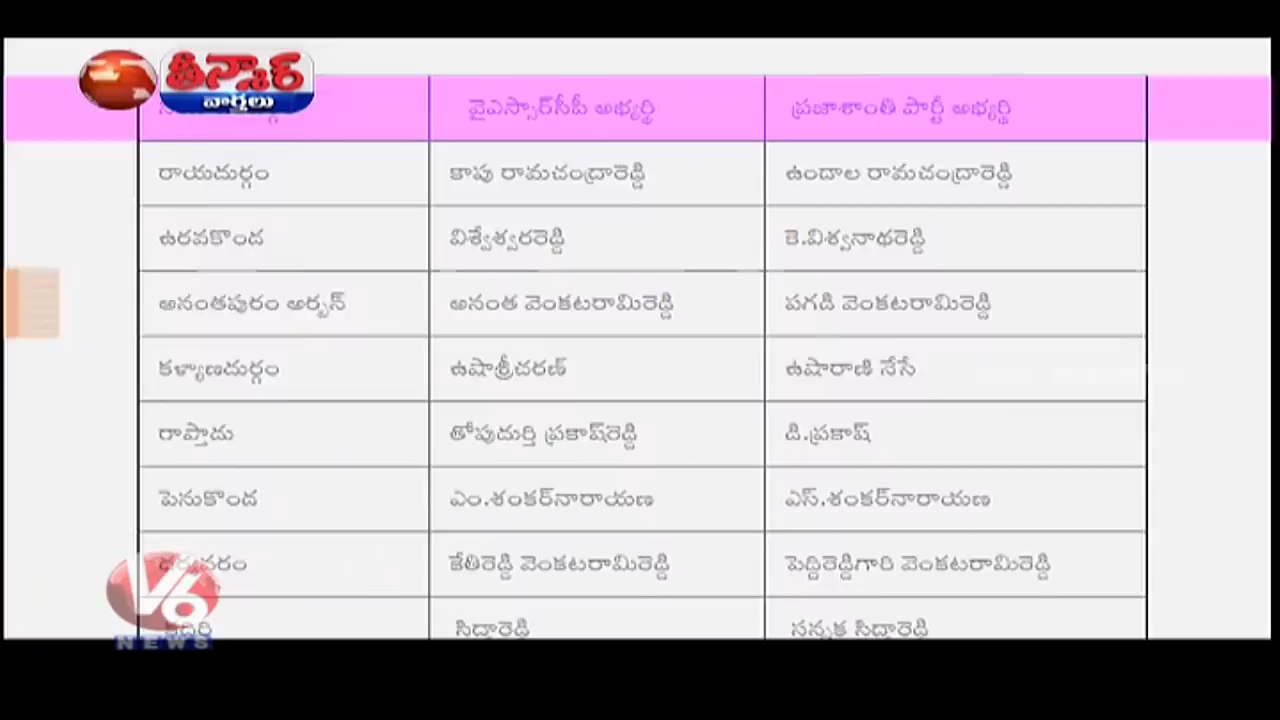 తీన్మార్
వార్తలు
వైఎస్సార్‌సీపీ అభ్యర్థి ప్రజాశాంతి పార్టీ అభ్యర్థి
రాయదుర్గం కాపు రామచంద్రారెడ్డి ఉందాల రామచంద్రారెడ్డి
ఉరవకొండ విశ్వేశ్వరరెడ్డి కె.విశ్వనాథరెడ్డి
అనంతపురం అర్బన్ అనంత వెంకటరామిరెడ్డి పగడి వెంకటరామిరెడ్డి
కళ్యాణదుర్గం ఉషాశ్రీచరణ్ ఉషారాణి నేసే
రాప్తాడు తోపుదుర్తి ప్రకాష్‌రెడ్డి డి.ప్రకాష్
పెనుకొండ ఎం.శంకర్‌నారాయణ ఎస్.శంకర్‌నారాయణ
కేతిరెడ్డి వెంకటరామిరెడ్డి పెద్దిరెడ్డిగారి వెంకటరామిరెడ్డి
సిద్దారెడ్డి సన్నక సిద్దారెడ్డి
V6
NEWS